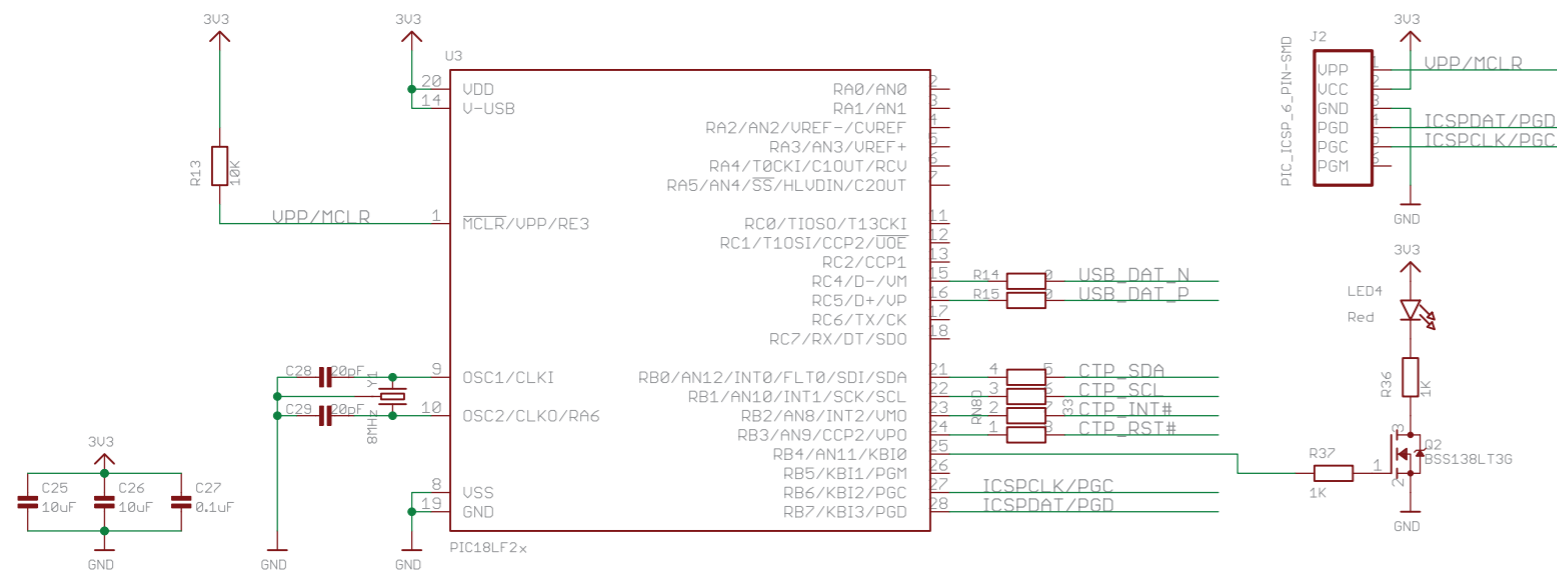 3V3
3V3
3V3
J2
PIC_ICSP_6_PIN-SMD
VPP 1 VPP/MCLR
VCC 2
GND 3
PGD 4 ICSPDAT/PGD
PGC 5 ICSPCLK/PGC
PGM 6
GND
U3
20 VDD
14 V-USB
RA0/AN0 2
RA1/AN1 3
RA2/AN2/VREF-/CVREF 4
RA3/AN3/VREF+ 5
RA4/T0CKI/C1OUT/RCV 6
RA5/AN4/SS/HLVDIN/C2OUT 7
R13
10K
VPP/MCLR 1 MCLR/VPP/RE3
RC0/TIOSO/T13CKI 11
RC1/T1OSI/CCP2/UOE 12
RC2/CCP1 13
RC4/D-/VM 15 R14 0 USB_DAT_N
RC5/D+/VP 16 R15 0 USB_DAT_P
RC6/TX/CK 17
RC7/RX/DT/SDO 18
C28 20pF Y1 9 OSC1/CLKI
C29 20pF 8MHz 10 OSC2/CLKO/RA6
RB0/AN12/INT0/FLT0/SDI/SDA 21 4 5 CTP_SDA
RB1/AN10/INT1/SCK/SCL 22 3 6 CTP_SCL
RB2/AN8/INT2/VMO 23 2 7 CTP_INT#
RB3/AN9/CCP2/VPO 24 1 8 CTP_RST#
33
RB4/AN11/KBI0 25
RB5/KBI1/PGM 26
RB6/KBI2/PGC 27 ICSPCLK/PGC
RB7/KBI3/PGD 28 ICSPDAT/PGD
8 VSS
19 GND
PIC18LF2x
3V3
C25 10uF
C26 10uF
C27 0.1uF
GND
GND
GND
3V3
LED4
Red
R36
1K
R37
1K
1
3
2
Q2
BSS138LT3G
GND